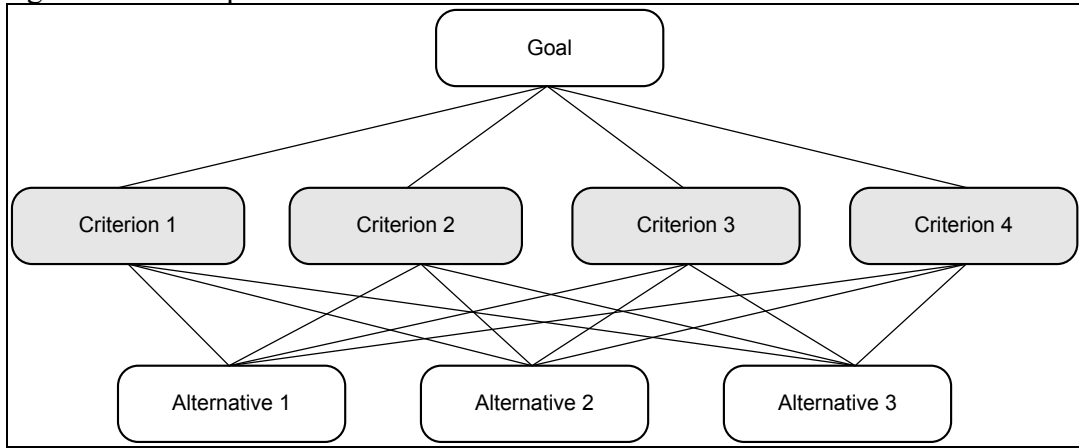 Goal
Criterion 1
Criterion 2
Criterion 3
Criterion 4
Alternative 1
Alternative 2
Alternative 3